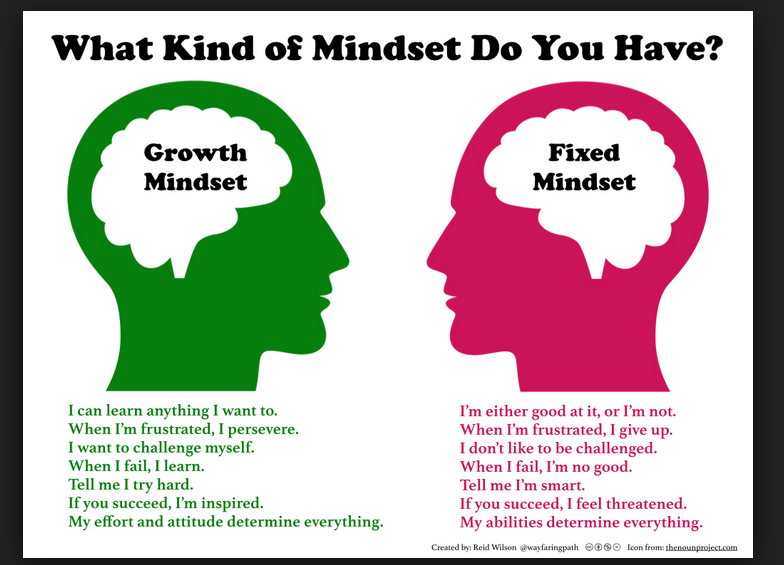 What Kind of Mindset Do You Have?
Growth
Mindset
Fixed
Mindset
I can learn anything I want to.
When I'm frustrated, I persevere.
I want to challenge myself.
When I fail, I learn.
Tell me I try hard.
If you succeed, I'm inspired.
My effort and attitude determine everything.
I'm either good at it, or I'm not.
When I'm frustrated, I give up.
I don't like to be challenged.
When I fail, I'm no good.
Tell me I'm smart.
If you succeed, I feel threatened.
My abilities determine everything.
Created by: Reid Wilson @wayfaringpath Icon from: thenounproject.com